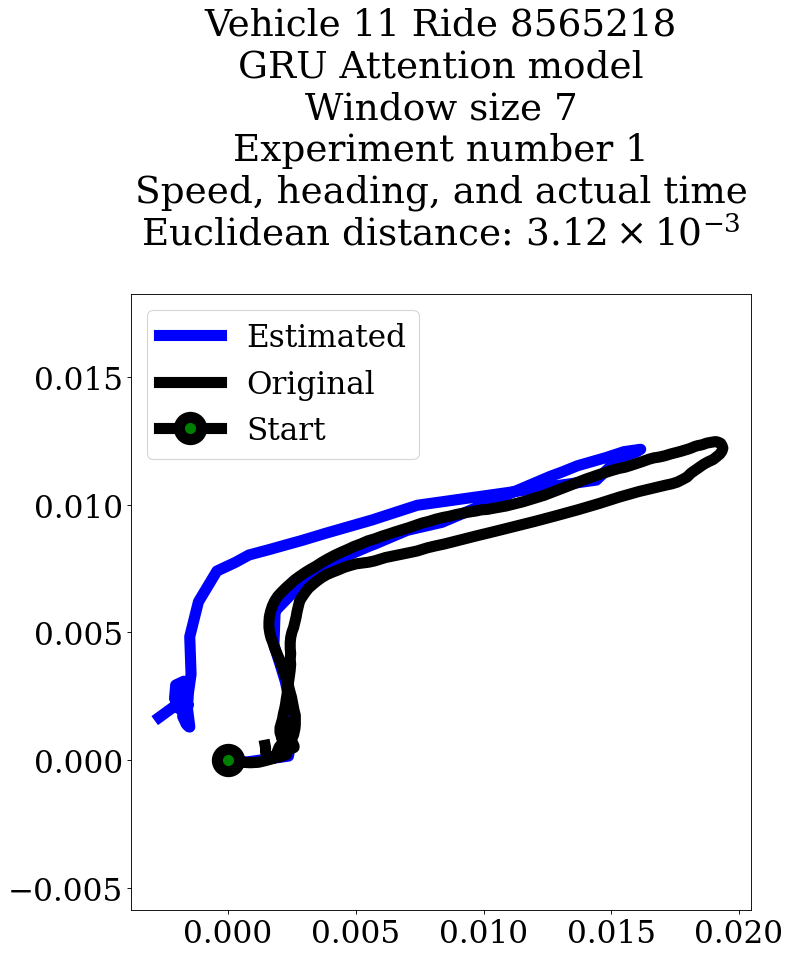 Vehicle 11 Ride 8565218
GRU Attention model
Window size 7
Experiment number 1
Speed, heading, and actual time
Euclidean distance: 3.12 × 10⁻³
Estimated
Original
Start
0.015
0.010
0.005
0.000
−0.005
0.000 0.005 0.010 0.015 0.020